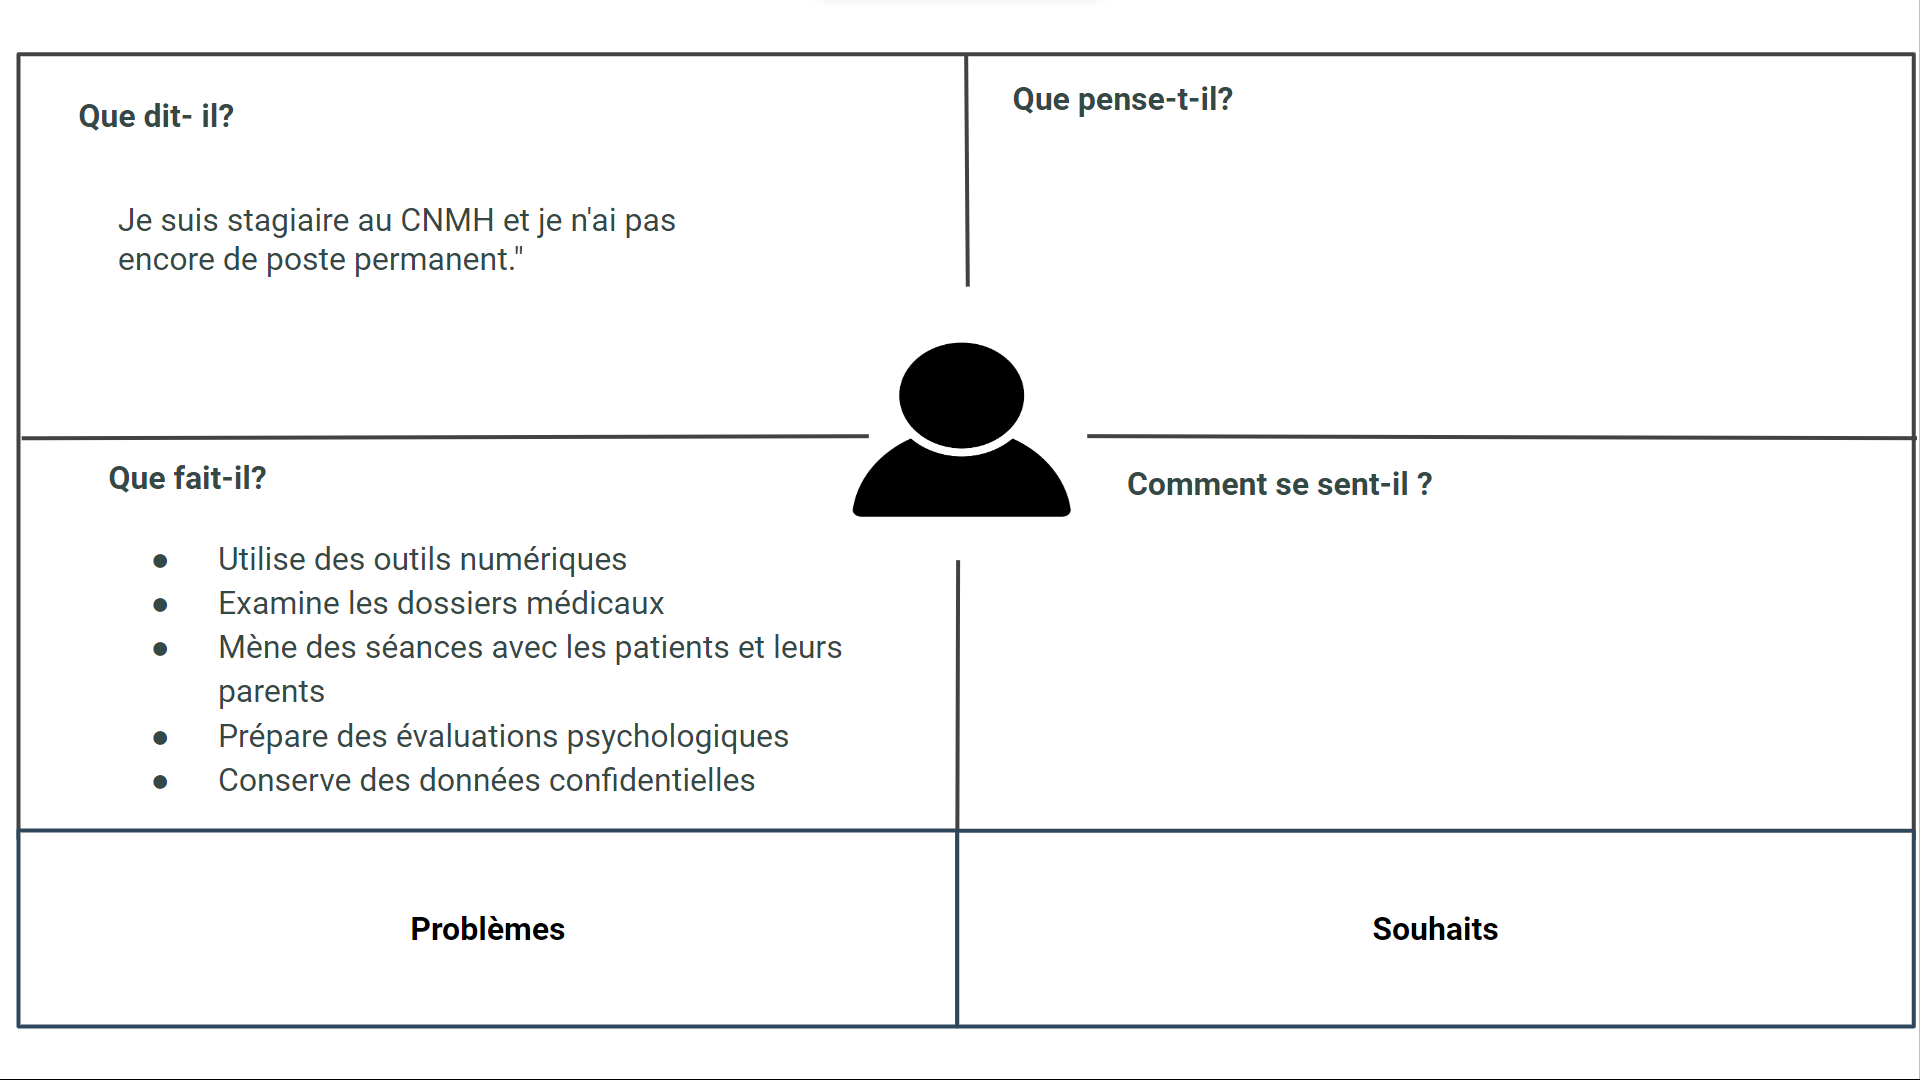 Que dit- il?
Je suis stagiaire au CNMH et je n'ai pas
encore de poste permanent."
Que pense-t-il?
Que fait-il?
● Utilise des outils numériques
● Examine les dossiers médicaux
● Mène des séances avec les patients et leurs
parents
● Prépare des évaluations psychologiques
● Conserve des données confidentielles
Comment se sent-il ?
Problèmes
Souhaits